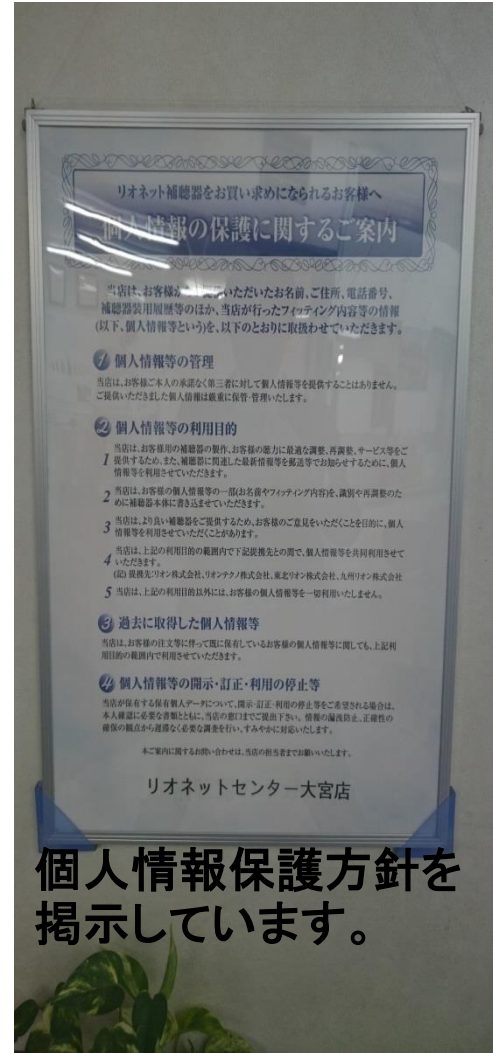 リオネット補聴器をお買い求めになられるお客様へ
個人情報の保護に関するご案内
当店は、お客様からご提供いただいたお名前、ご住所、電話番号、
補聴器装用履歴等のほか、当店が行ったフィッティング内容等の情報
(以下、個人情報等という)を、以下のとおりに取扱わせていただきます。
1 個人情報等の管理
当店は、お客様ご本人の承諾なく第三者に対して個人情報等を提供することはありません。
ご提供いただきました個人情報は厳重に保管・管理いたします。
2 個人情報等の利用目的
1 当店は、お客様用の補聴器の製作、お客様の聴力に最適な調整、再調整、サービス等をご
提供するため、また、補聴器に関連した最新情報等を郵送等でお知らせするために、個人
情報等を利用させていただきます。
2 当店は、お客様の個人情報等の一部(お名前やフィッティング内容)を、識別や再調整のた
めに補聴器本体に書き込ませていただきます。
3 当店は、より良い補聴器をご提供するため、お客様のご意見をいただくことを目的に、個人
情報等を利用させていただくことがあります。
4 当店は、上記の利用目的の範囲内で下記提携先との間で、個人情報等を共同利用させて
いただきます。
(記) 提携先:リオン株式会社、リオンテクノ株式会社、東北リオン株式会社、九州リオン株式会社
5 当店は、上記の利用目的以外には、お客様の個人情報等を一切利用いたしません。
3 過去に取得した個人情報等
当店は、お客様の注文等に伴って既に保有しているお客様の個人情報等に関しても、上記利
用目的の範囲内で利用させていただきます。
4 個人情報等の開示・訂正・利用の停止等
当店が保有する保有個人データについて、開示・訂正・利用の停止等をご希望される場合は、
本人確認に必要な書類とともに、当店の窓口までご提出下さい。情報の漏洩防止、正確性の
確保の観点から遅滞なく必要な調査を行い、すみやかに対応いたします。
本ご案内に関するお問い合わせは、当店の担当者までお願いいたします。
リオネットセンター大宮店
個人情報保護方針を
掲示しています。